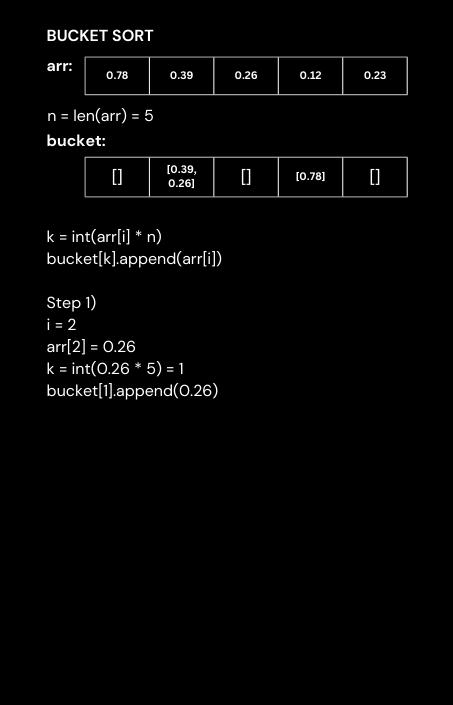 BUCKET SORT
arr: 0.78 0.39 0.26 0.12 0.23
n = len(arr) = 5
bucket:
[] [0.39, 0.26] [] [0.78] []
k = int(arr[i] * n)
bucket[k].append(arr[i])
Step 1)
i = 2
arr[2] = 0.26
k = int(0.26 * 5) = 1
bucket[1].append(0.26)